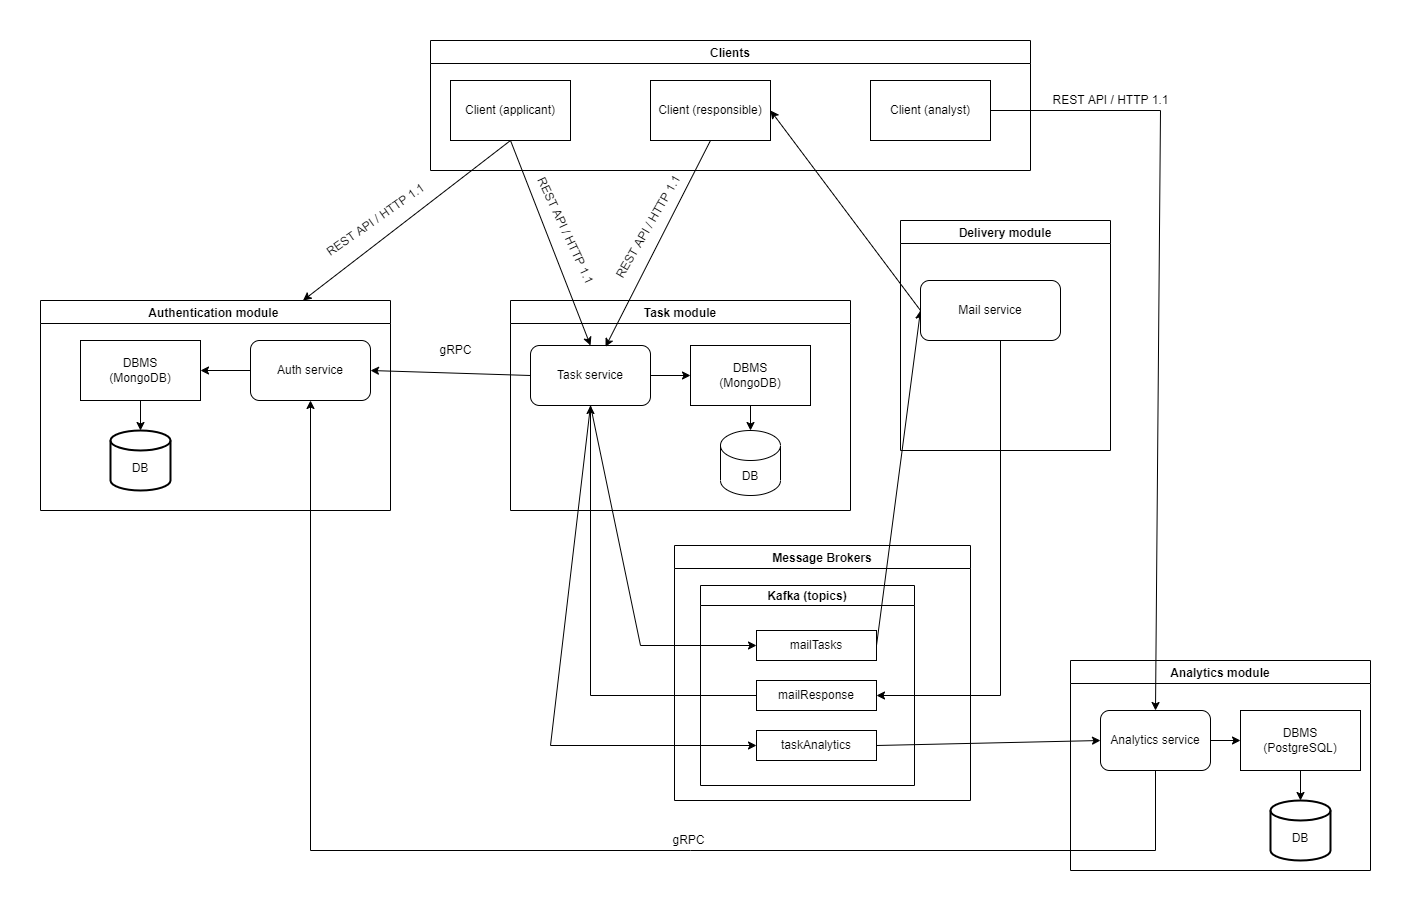 Clients
Client (applicant)
Client (responsible)
Client (analyst)
REST API / HTTP 1.1
REST API / HTTP 1.1
REST API / HTTP 1.1
REST API / HTTP 1.1
Delivery module
Mail service
Authentication module
DBMS
(MongoDB)
Auth service
DB
gRPC
Task module
Task service
DBMS
(MongoDB)
DB
Message Brokers
Kafka (topics)
mailTasks
mailResponse
taskAnalytics
Analytics module
Analytics service
DBMS
(PostgreSQL)
DB
gRPC